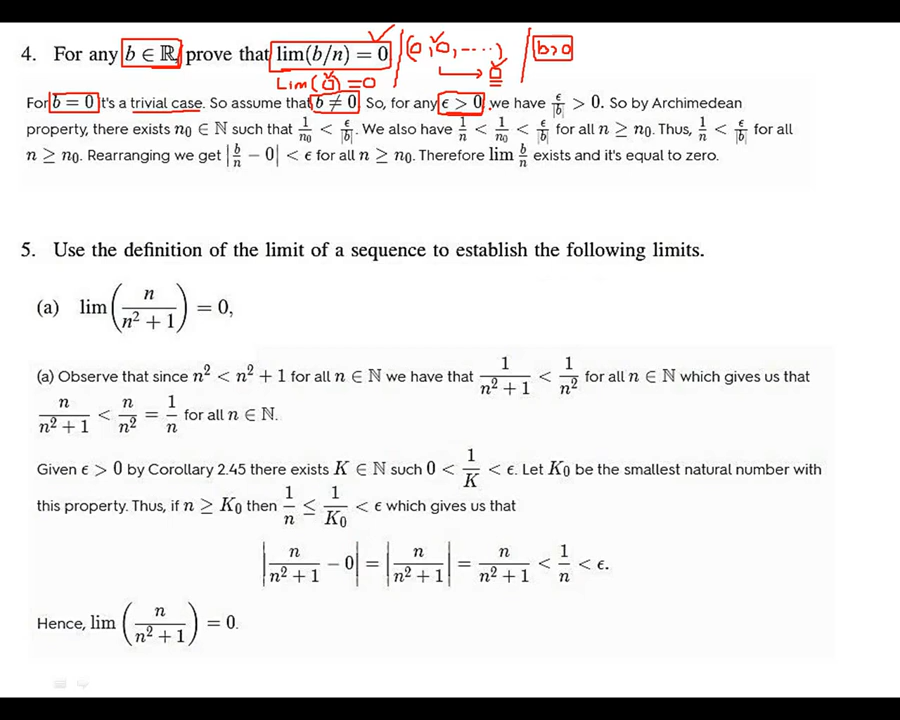 4. For any b ∈ ℝ, prove that lim(b/n) = 0 (0, 0, ....) b>0
Lim(0) = 0 → 0
For b = 0 it's a trivial case. So assume that b ≠ 0. So, for any ϵ > 0, we have ϵ/|b| > 0. So by Archimedean
property, there exists n₀ ∈ ℕ such that 1/n₀ < ϵ/|b|. We also have 1/n < 1/n₀ < ϵ/|b| for all n ≥ n₀. Thus, 1/n < ϵ/|b| for all
n ≥ n₀. Rearranging we get |b/n − 0| < ϵ for all n ≥ n₀. Therefore lim b/n exists and it's equal to zero.
5. Use the definition of the limit of a sequence to establish the following limits.
(a) lim(n/(n² + 1)) = 0,
(a) Observe that since n² < n² + 1 for all n ∈ ℕ we have that 1/(n² + 1) < 1/n² for all n ∈ ℕ which gives us that
n/(n² + 1) < n/n² = 1/n for all n ∈ ℕ.
Given ϵ > 0 by Corollary 2.45 there exists K ∈ ℕ such 0 < 1/K < ϵ. Let K₀ be the smallest natural number with
this property. Thus, if n ≥ K₀ then 1/n ≤ 1/K₀ < ϵ which gives us that
|n/(n² + 1) − 0| = |n/(n² + 1)| = n/(n² + 1) < 1/n < ϵ.
Hence, lim (n/(n² + 1)) = 0.